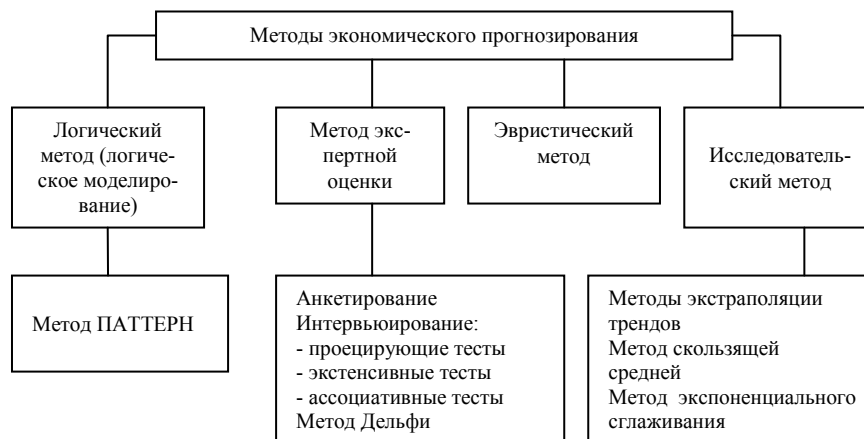 Методы экономического прогнозирования
Логический
метод (логиче-
ское моделиро-
вание)
Метод экс-
пертной
оценки
Эвристический
метод
Исследователь-
ский метод
Метод ПАТТЕРН
Анкетирование
Интервьюирование:
- проецирующие тесты
- экстенсивные тесты
- ассоциативные тесты
Метод Дельфи
Методы экстраполяции
трендов
Метод скользящей
средней
Метод экспоненциального
сглаживания